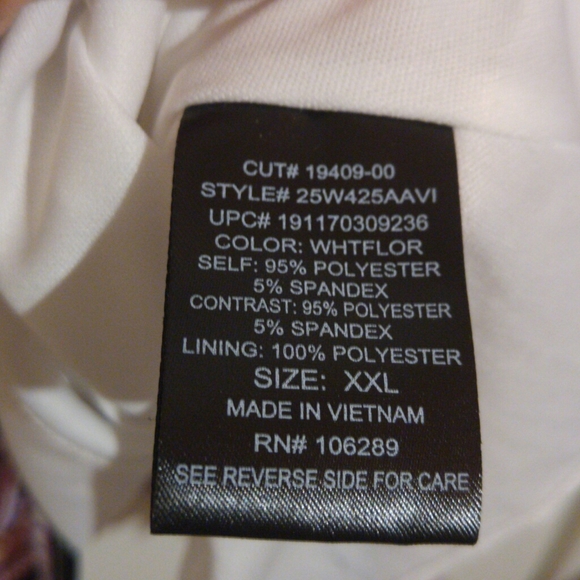 CUT# 19409-00
STYLE# 25W425AAVI
UPC# 191170309236
COLOR: WHTFLOR
SELF: 95% POLYESTER
5% SPANDEX
CONTRAST: 95% POLYESTER
5% SPANDEX
LINING: 100% POLYESTER
SIZE: XXL
MADE IN VIETNAM
RN# 106289
SEE REVERSE SIDE FOR CARE